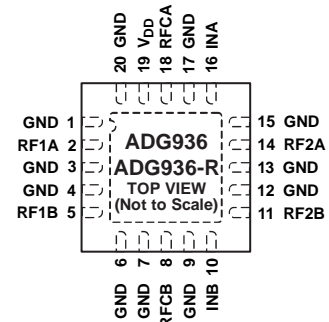 20 GND
19 VDD
18 RFCA
17 GND
16 INA
GND 1
RF1A 2
GND 3
GND 4
RF1B 5
ADG936
ADG936-R
TOP VIEW
(Not to Scale)
15 GND
14 RF2A
13 GND
12 GND
11 RF2B
GND 6
GND 7
RFCB 8
GND 9
INB 10